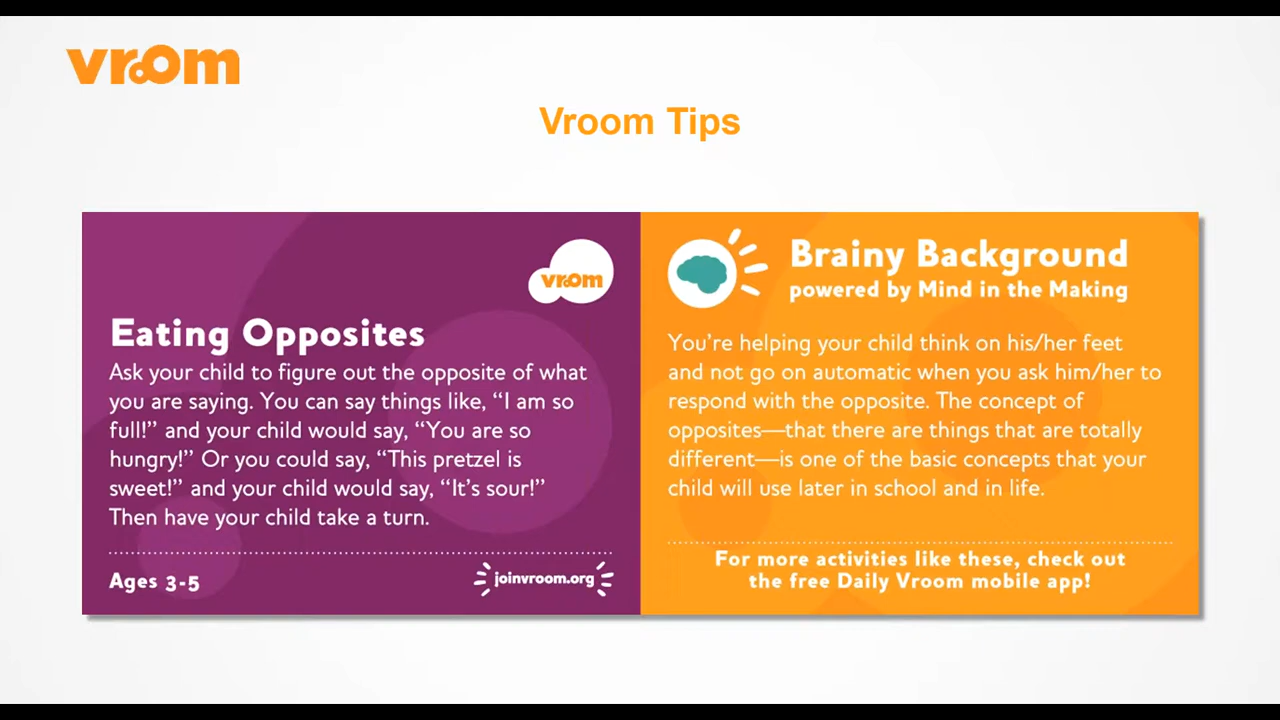 vroom
Vroom Tips
vroom
Eating Opposites
Ask your child to figure out the opposite of what
you are saying. You can say things like, “I am so
full!” and your child would say, “You are so
hungry!” Or you could say, “This pretzel is
sweet!” and your child would say, “It’s sour!”
Then have your child take a turn.
Ages 3-5
joinvroom.org
Brainy Background
powered by Mind in the Making
You’re helping your child think on his/her feet
and not go on automatic when you ask him/her to
respond with the opposite. The concept of
opposites—that there are things that are totally
different—is one of the basic concepts that your
child will use later in school and in life.
For more activities like these, check out
the free Daily Vroom mobile app!